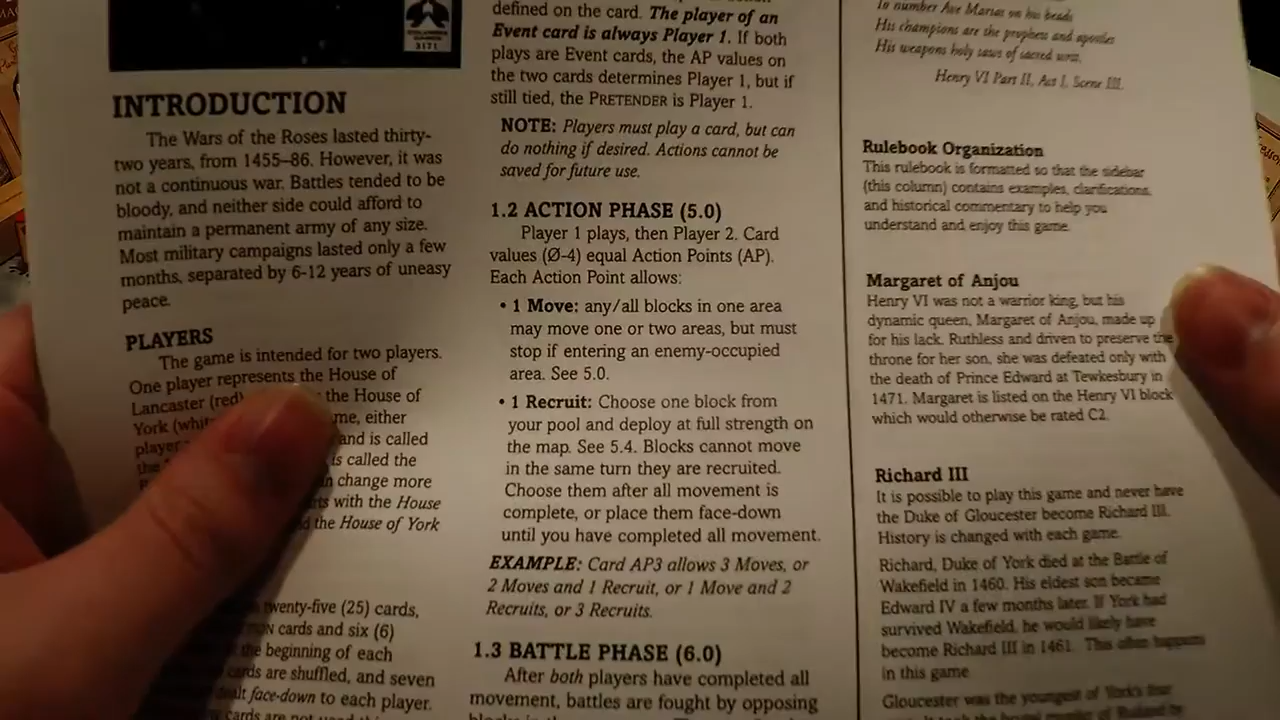 3171
INTRODUCTION
The Wars of the Roses lasted thirty-
two years, from 1455–86. However, it was
not a continuous war. Battles tended to be
bloody, and neither side could afford to
maintain a permanent army of any size.
Most military campaigns lasted only a few
months, separated by 6-12 years of uneasy
peace.
PLAYERS
The game is intended for two players.
One player represents the House of
Lancaster (red) the House of
York (white me, either
player and is called
the is called the
change more
with the House
the House of York
twenty-five (25) cards,
cards and six (6)
the beginning of each
cards are shuffled, and seven
face-down to each player.
cards are not
defined on the card. The player of an
Event card is always Player 1. If both
plays are Event cards, the AP values on
the two cards determines Player 1, but if
still tied, the PRETENDER is Player 1.
NOTE: Players must play a card, but can
do nothing if desired. Actions cannot be
saved for future use.
1.2 ACTION PHASE (5.0)
Player 1 plays, then Player 2. Card
values (Ø-4) equal Action Points (AP).
Each Action Point allows:
• 1 Move: any/all blocks in one area
may move one or two areas, but must
stop if entering an enemy-occupied
area. See 5.0.
• 1 Recruit: Choose one block from
your pool and deploy at full strength on
the map. See 5.4. Blocks cannot move
in the same turn they are recruited.
Choose them after all movement is
complete, or place them face-down
until you have completed all movement.
EXAMPLE: Card AP3 allows 3 Moves, or
2 Moves and 1 Recruit, or 1 Move and 2
Recruits, or 3 Recruits.
1.3 BATTLE PHASE (6.0)
After both players have completed all
movement, battles are fought by opposing
To number Ave Marias on his beads
His champions are the prophets and apostles
His weapons holy saws of sacred writ.
Henry VI Part II, Act I, Scene III.
Rulebook Organization
This rulebook is formatted so that the sidebar
(this column) contains examples, clarifications,
and historical commentary to help you
understand and enjoy this game.
Margaret of Anjou
Henry VI was not a warrior king, but his
dynamic queen, Margaret of Anjou, made up
for his lack. Ruthless and driven to preserve the
throne for her son, she was defeated only with
the death of Prince Edward at Tewkesbury in
1471. Margaret is listed on the Henry VI block
which would otherwise be rated C2.
Richard III
It is possible to play this game and never have
the Duke of Gloucester become Richard III.
History is changed with each game.
Richard, Duke of York died at the Battle of
Wakefield in 1460. His eldest son became
Edward IV a few months later. If York had
survived Wakefield, he would likely have
become Richard III in 1461. This often happens
in this game
Gloucester was the youngest of York's four